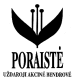 PORAISTĖ
UŽDAROJI AKCINĖ BENDROVĖ